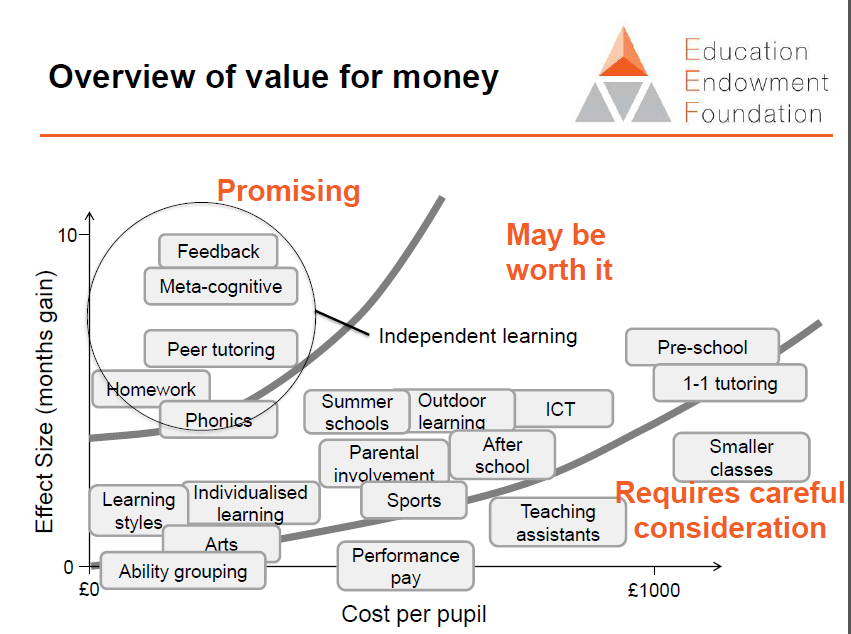 Overview of value for money
Education
Endowment
Foundation
Promising
May be
worth it
10
Feedback
Meta-cognitive
Independent learning
Peer tutoring
Pre-school
1-1 tutoring
Homework
Phonics
Summer
schools
Outdoor
learning
ICT
Parental
involvement
After
school
Smaller
classes
Requires careful
consideration
Learning
styles
Individualised
learning
Sports
Teaching
assistants
Arts
Ability grouping
Performance
pay
0
£0
£1000
Cost per pupil
Effect Size (months gain)